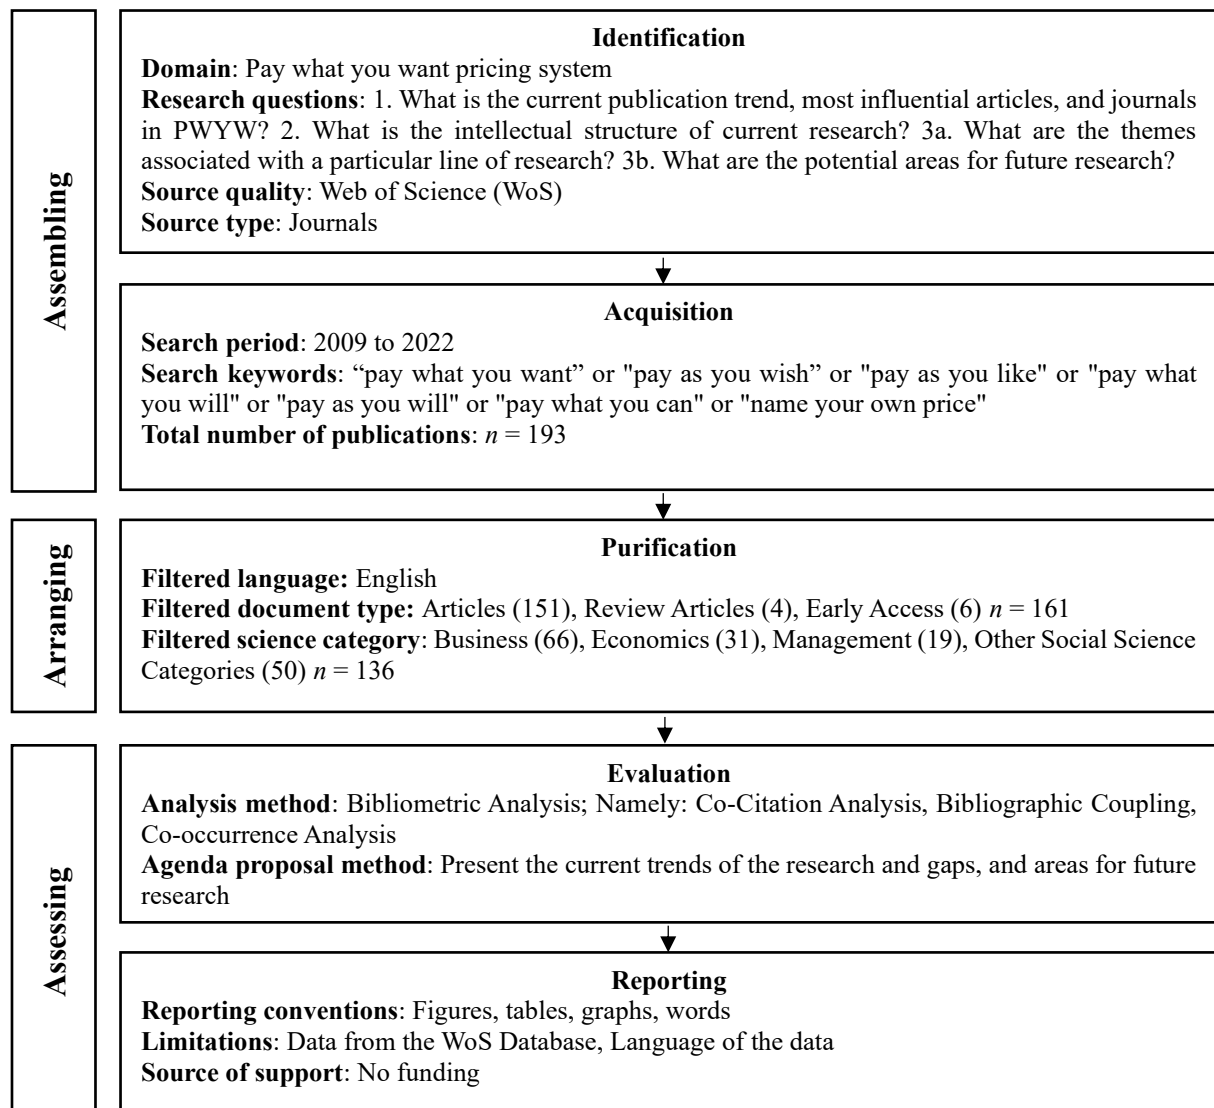 Assembling
Identification
Domain: Pay what you want pricing system
Research questions: 1. What is the current publication trend, most influential articles, and journals
in PWYW? 2. What is the intellectual structure of current research? 3a. What are the themes
associated with a particular line of research? 3b. What are the potential areas for future research?
Source quality: Web of Science (WoS)
Source type: Journals
Acquisition
Search period: 2009 to 2022
Search keywords: “pay what you want” or "pay as you wish” or "pay as you like" or "pay what
you will" or "pay as you will" or "pay what you can" or "name your own price"
Total number of publications: n = 193
Arranging
Purification
Filtered language: English
Filtered document type: Articles (151), Review Articles (4), Early Access (6) n = 161
Filtered science category: Business (66), Economics (31), Management (19), Other Social Science
Categories (50) n = 136
Assessing
Evaluation
Analysis method: Bibliometric Analysis; Namely: Co-Citation Analysis, Bibliographic Coupling,
Co-occurrence Analysis
Agenda proposal method: Present the current trends of the research and gaps, and areas for future
research
Reporting
Reporting conventions: Figures, tables, graphs, words
Limitations: Data from the WoS Database, Language of the data
Source of support: No funding